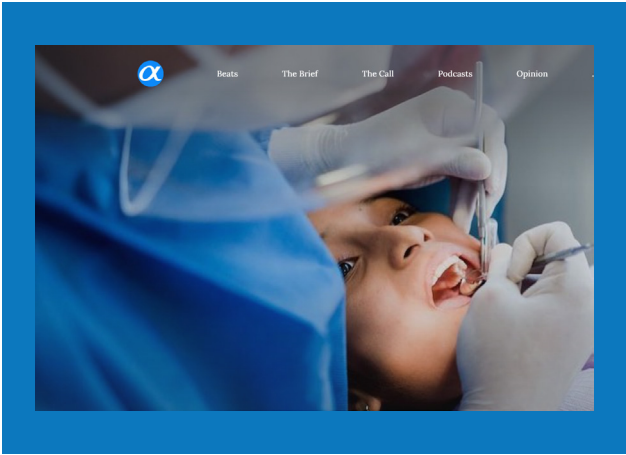 α
Beats The Brief The Call Podcasts Opinion